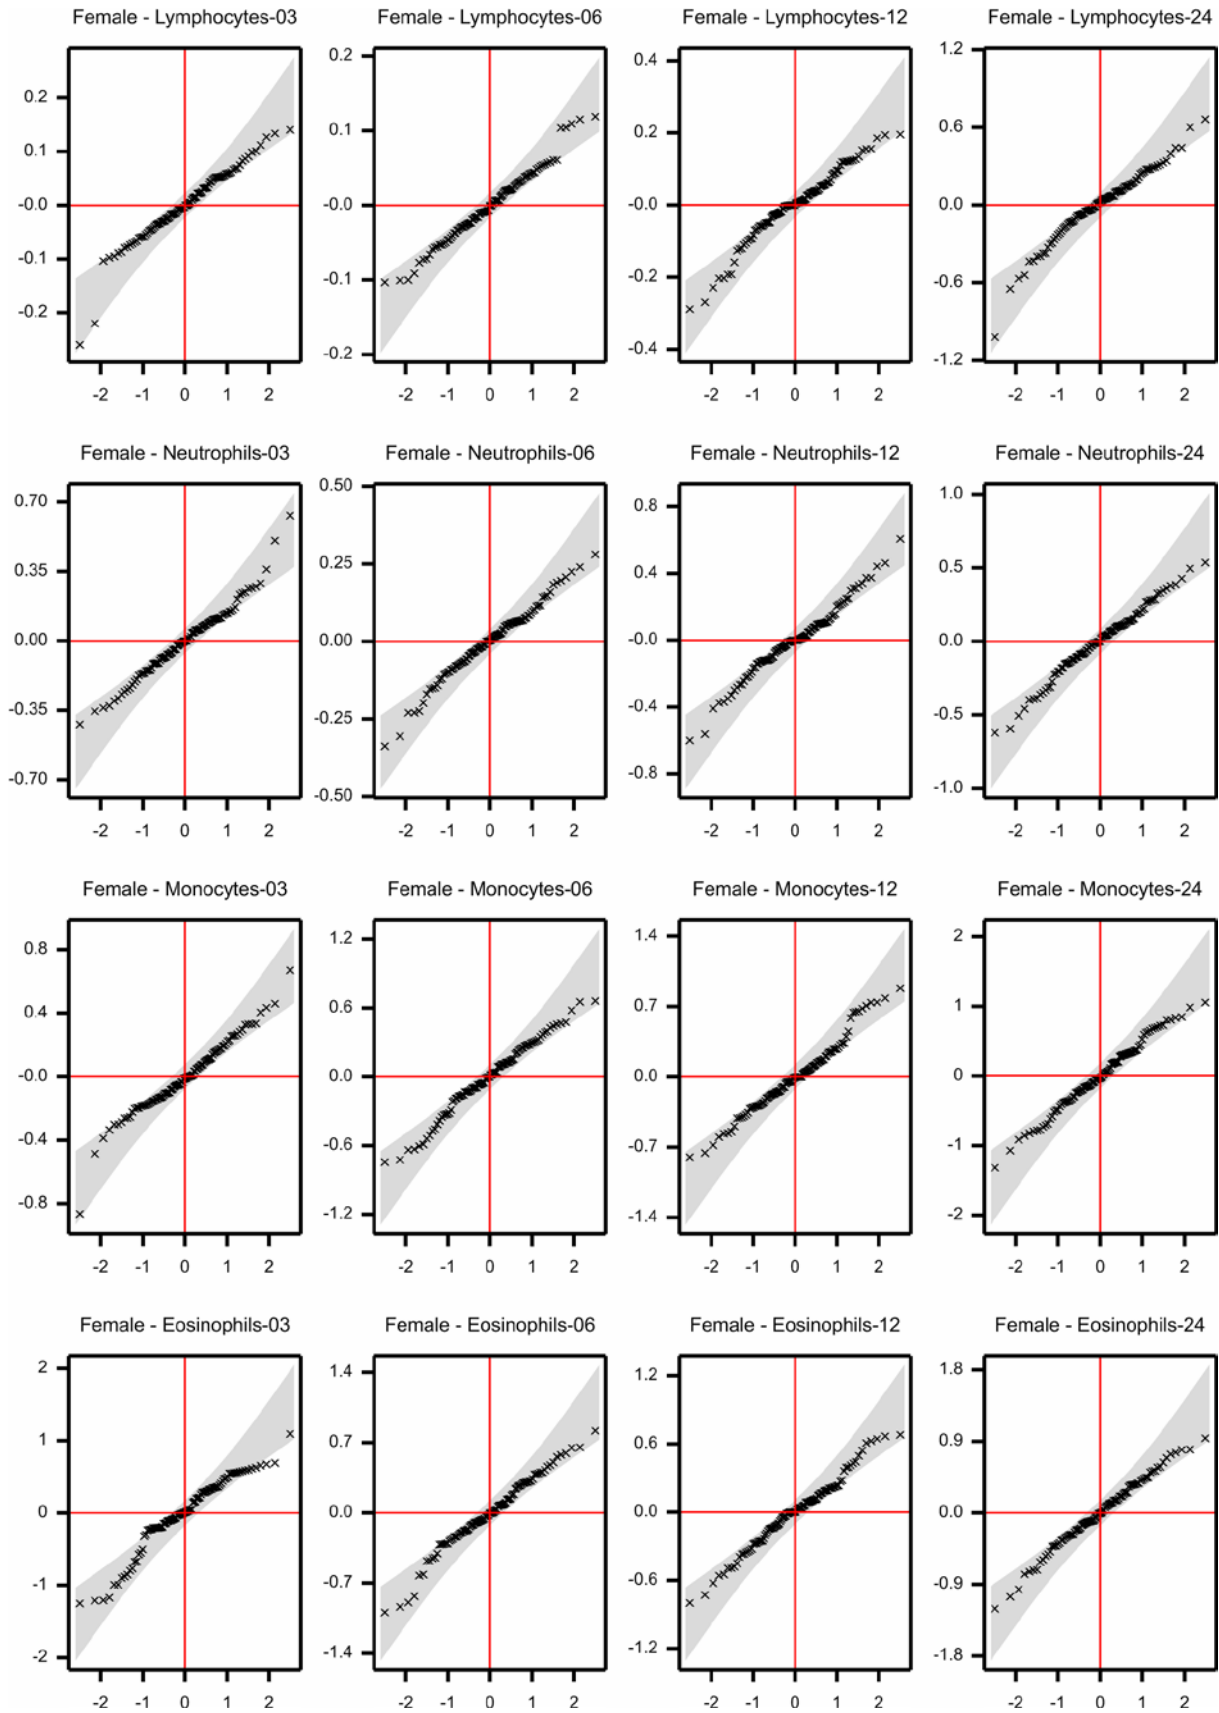 Female - Lymphocytes-03 Female - Lymphocytes-06 Female - Lymphocytes-12 Female - Lymphocytes-24
0.2 0.1 -0.0 -0.1 -0.2
-2 -1 0 1 2
0.2 0.1 -0.0 -0.1 -0.2
-2 -1 0 1 2
0.4 0.2 -0.0 -0.2 -0.4
-2 -1 0 1 2
1.2 0.6 0.0 -0.6 -1.2
-2 -1 0 1 2
Female - Neutrophils-03 Female - Neutrophils-06 Female - Neutrophils-12 Female - Neutrophils-24
0.70 0.35 0.00 -0.35 -0.70
-2 -1 0 1 2
0.50 0.25 0.00 -0.25 -0.50
-2 -1 0 1 2
0.8 0.4 -0.0 -0.4 -0.8
-2 -1 0 1 2
1.0 0.5 0.0 -0.5 -1.0
-2 -1 0 1 2
Female - Monocytes-03 Female - Monocytes-06 Female - Monocytes-12 Female - Monocytes-24
0.8 0.4 -0.0 -0.4 -0.8
-2 -1 0 1 2
1.2 0.6 0.0 -0.6 -1.2
-2 -1 0 1 2
1.4 0.7 0.0 -0.7 -1.4
-2 -1 0 1 2
2 1 0 -1 -2
-2 -1 0 1 2
Female - Eosinophils-03 Female - Eosinophils-06 Female - Eosinophils-12 Female - Eosinophils-24
2 1 0 -1 -2
-2 -1 0 1 2
1.4 0.7 0.0 -0.7 -1.4
-2 -1 0 1 2
1.2 0.6 0.0 -0.6 -1.2
-2 -1 0 1 2
1.8 0.9 0.0 -0.9 -1.8
-2 -1 0 1 2